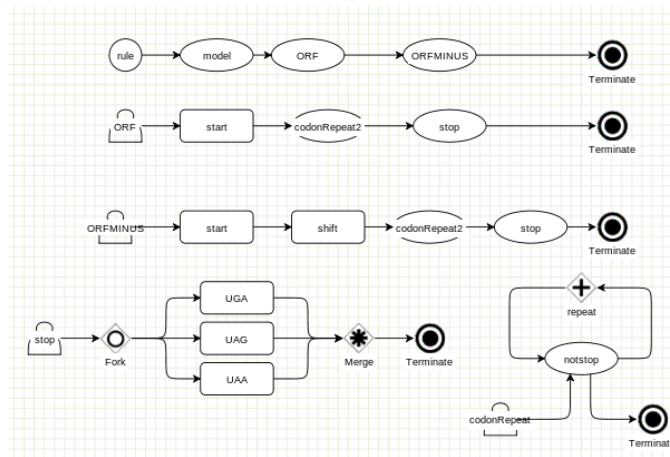 rule model ORF ORFMINUS
Terminate
ORF start codonRepeat2 stop
Terminate
ORFMINUS start shift codonRepeat2 stop
Terminate
UGA
stop UAG
UAA
Fork Merge Terminate
repeat
notstop
codonRepeat
Terminat